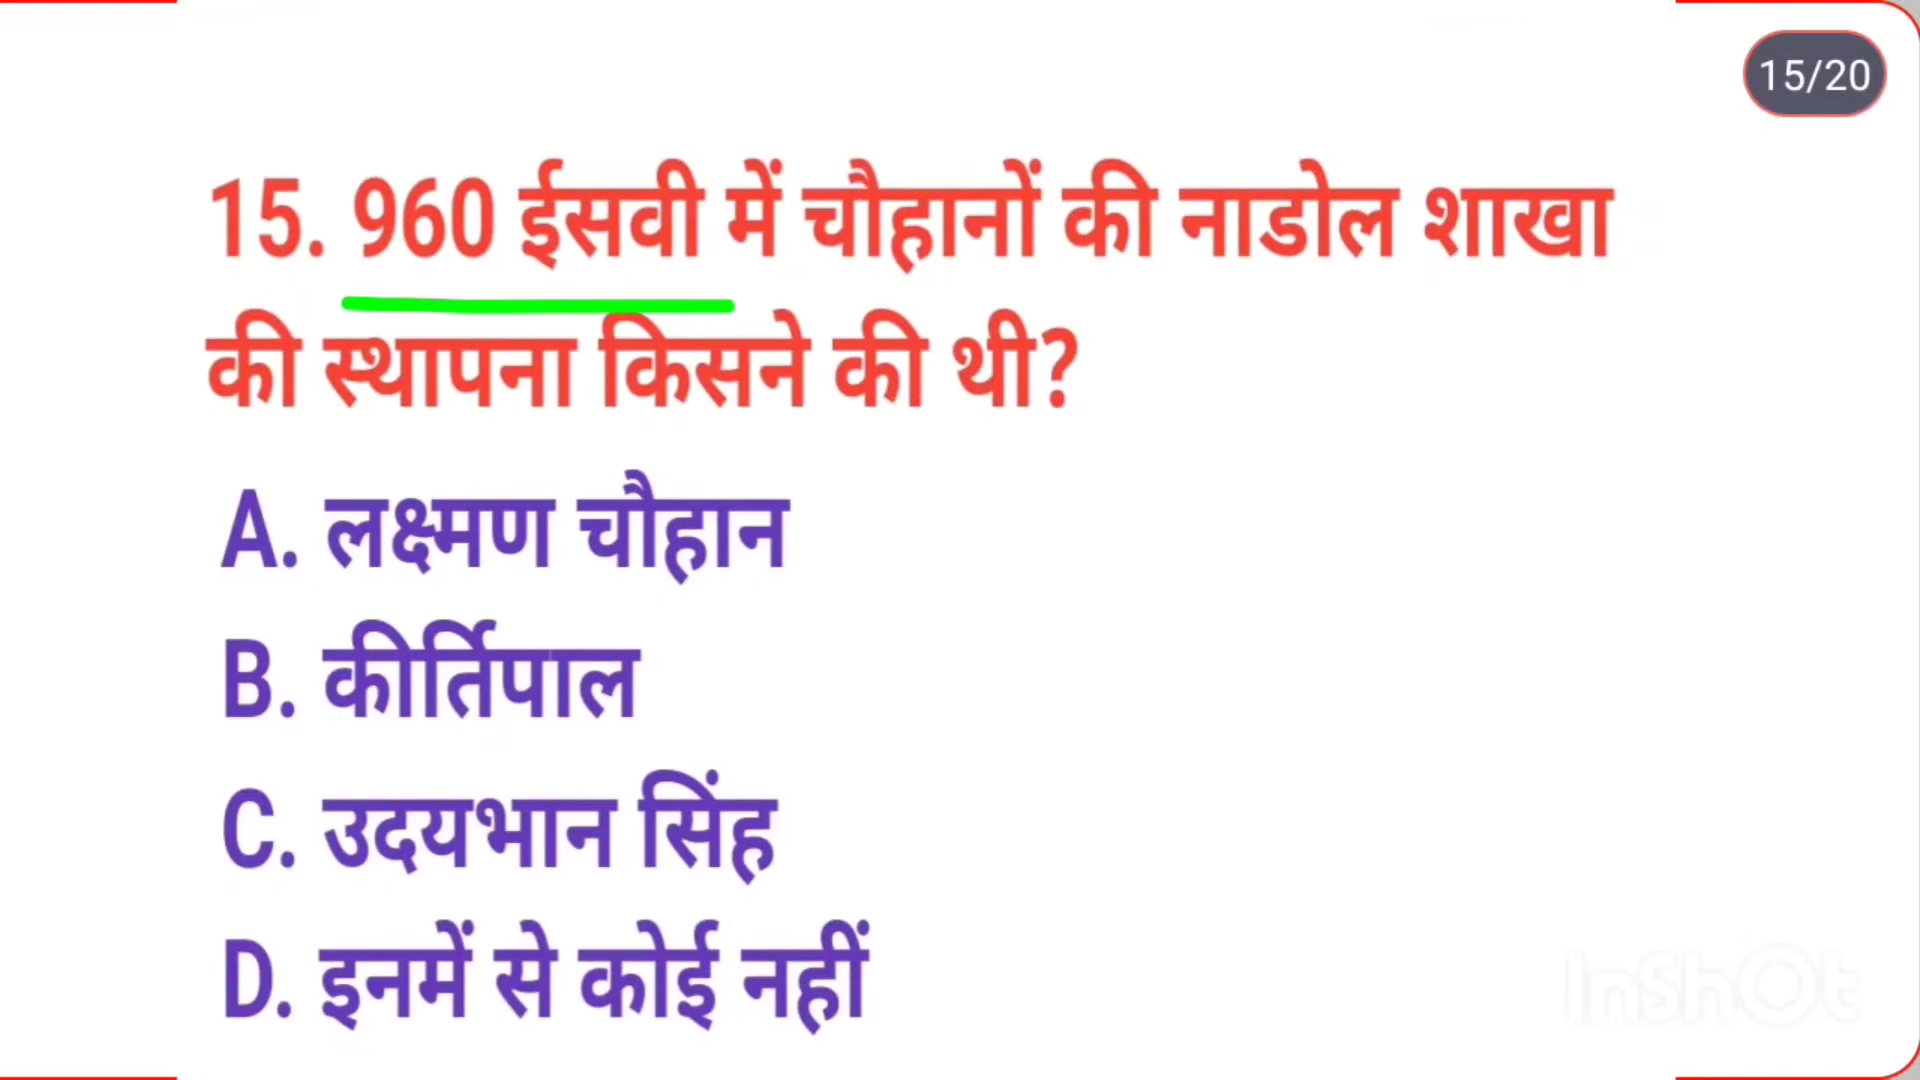 15/20
15. 960 ईसवी में चौहानों की नाडोल शाखा
की स्थापना किसने की थी?
A. लक्ष्मण चौहान
B. कीर्तिपाल
C. उदयभान सिंह
D. इनमें से कोई नहीं
InShOt